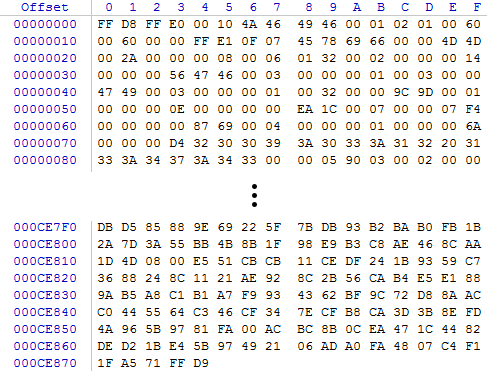 Offset 0 1 2 3 4 5 6 7 8 9 A B C D E F
00000000 FF D8 FF E0 00 10 4A 46 49 46 00 01 02 01 00 60
00000010 00 60 00 00 FF E1 0F 07 45 78 69 66 00 00 4D 4D
00000020 00 2A 00 00 00 08 00 06 01 32 00 02 00 00 00 14
00000030 00 00 00 56 47 46 00 03 00 00 00 01 00 03 00 00
00000040 47 49 00 03 00 00 00 01 00 32 00 00 9C 9D 00 01
00000050 00 00 00 0E 00 00 00 00 EA 1C 00 07 00 00 07 F4
00000060 00 00 00 00 87 69 00 04 00 00 00 01 00 00 00 6A
00000070 00 00 00 D4 32 30 30 39 3A 30 33 3A 31 32 20 31
00000080 33 3A 34 37 3A 34 33 00 00 05 90 03 00 02 00 00
000CE7F0 DB D5 85 88 9E 69 22 5F 7B DB 93 B2 BA B0 FB 1B
000CE800 2A 7D 3A 55 BB 4B 8B 1F 98 E9 B3 C8 AE 46 8C AA
000CE810 1D 4D 08 00 E5 51 CB CB 11 CE DF 24 1B 93 59 C7
000CE820 36 88 24 8C 11 21 AE 92 8C 2B 56 CA B4 E5 E1 88
000CE830 9A B5 A8 C1 B1 A7 F9 93 43 62 BF 9C 72 D8 8A AC
000CE840 C0 44 55 64 C3 46 CF 34 7E CF B8 CA 3D 3B 8E FD
000CE850 4A 96 5B 97 81 FA 00 AC BC 8B 0C EA 47 1C 44 82
000CE860 DE D2 1B E4 5B 97 49 21 06 AD A0 FA 48 07 C4 F1
000CE870 1F A5 71 FF D9